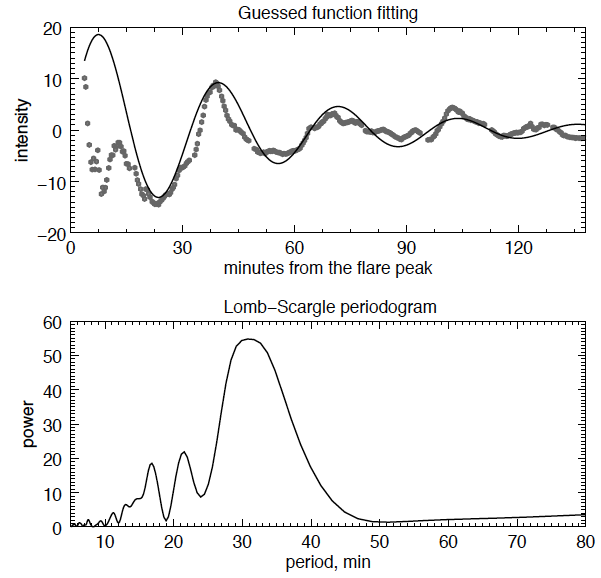 Guessed function fitting
20
10
0
−10
−20
intensity
0 30 60 90 120
minutes from the flare peak
Lomb−Scargle periodogram
60
50
40
30
20
10
0
power
10 20 30 40 50 60 70 80
period, min